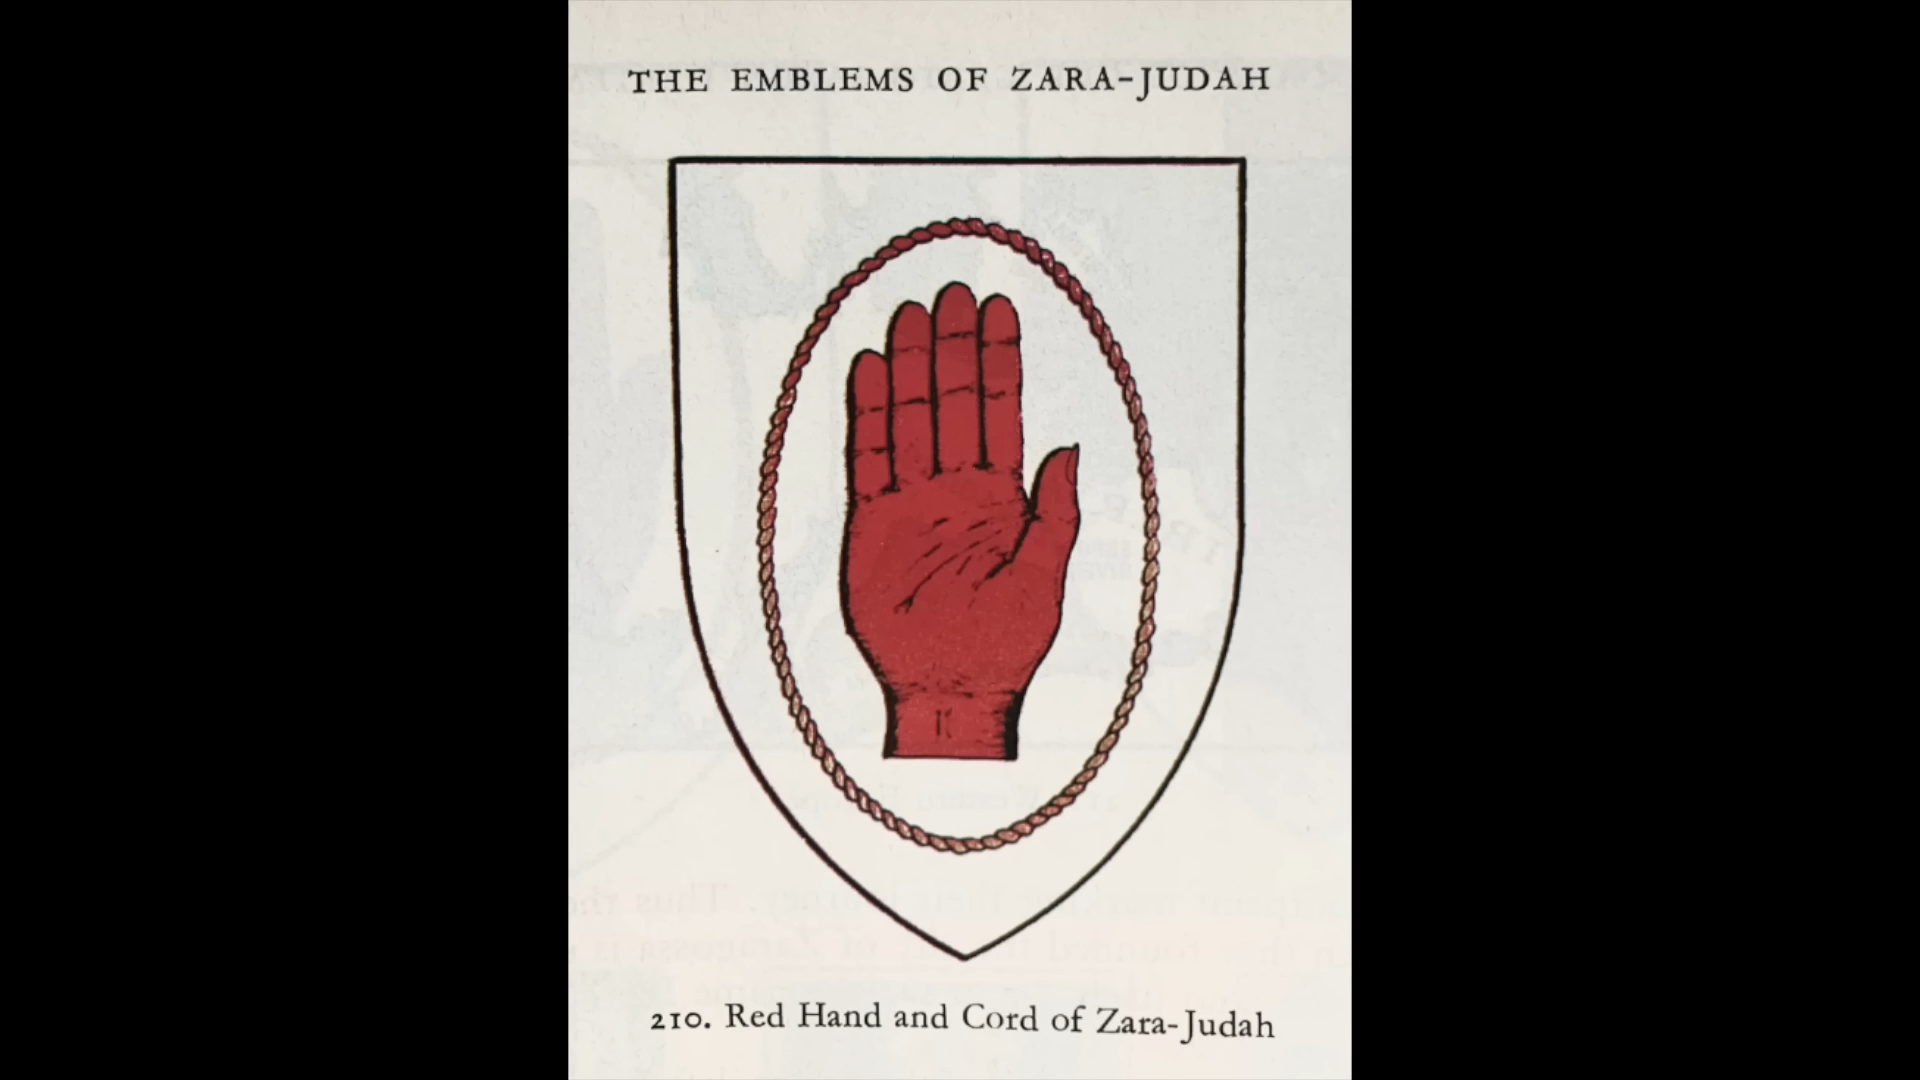 THE EMBLEMS OF ZARA-JUDAH
210. Red Hand and Cord of Zara-Judah